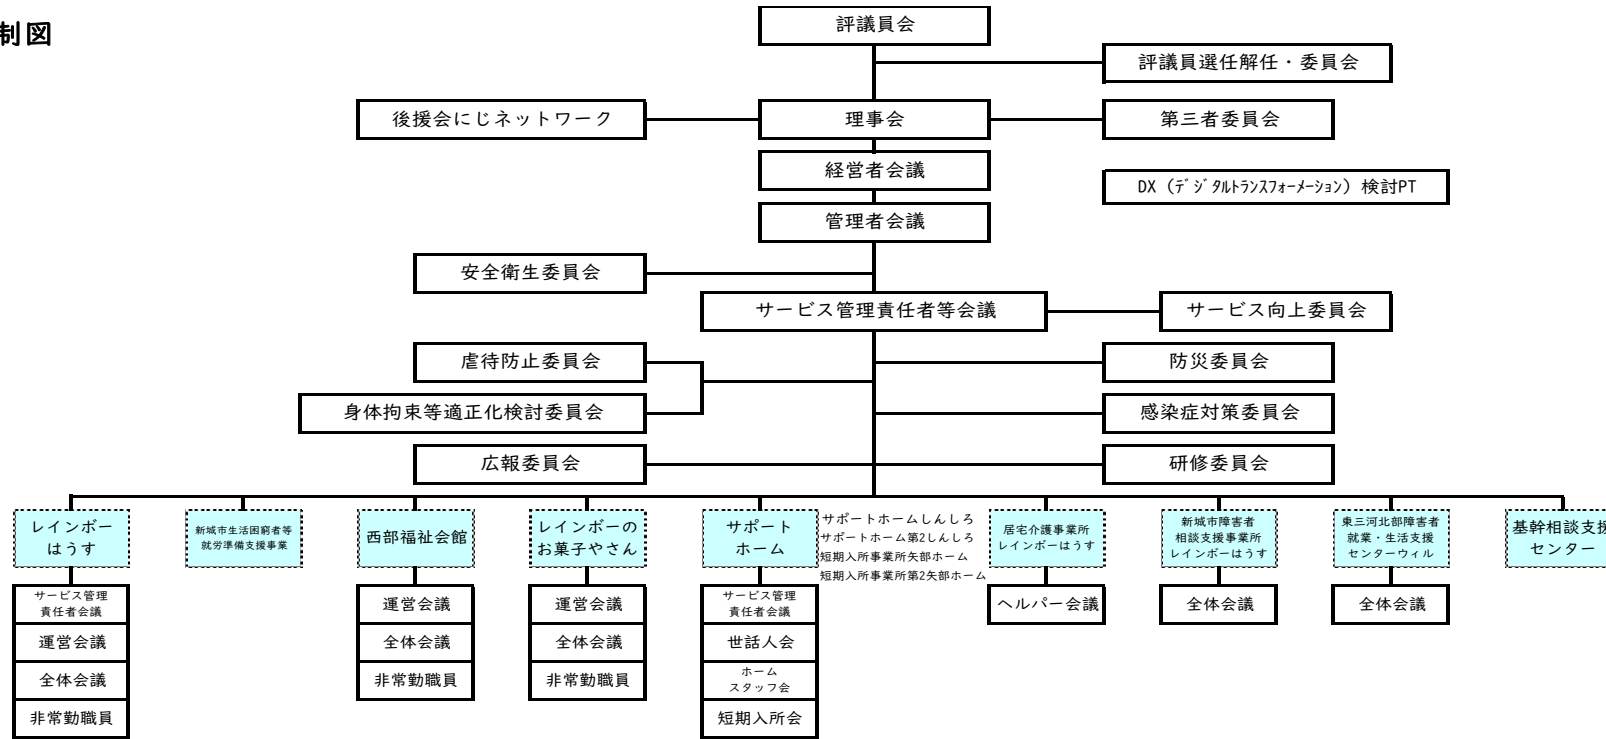 制図
評議員会
評議員選任解任・委員会
後援会にじネットワーク
理事会
第三者委員会
経営者会議
DX（ﾃﾞｼﾞﾀﾙﾄﾗﾝｽﾌｫｰﾒｰｼｮﾝ）検討PT
管理者会議
安全衛生委員会
サービス管理責任者等会議
サービス向上委員会
虐待防止委員会
防災委員会
身体拘束等適正化検討委員会
感染症対策委員会
広報委員会
研修委員会
レインボー
はうす
新城市生活困窮者等
就労準備支援事業
西部福祉会館
レインボーの
お菓子やさん
サポート
ホーム
サポートホームしんしろ
サポートホーム第2しんしろ
短期入所事業所矢部ホーム
短期入所事業所第2矢部ホーム
居宅介護事業所
レインボーはうす
新城市障害者
相談支援事業所
レインボーはうす
東三河北部障害者
就業・生活支援
センターウィル
基幹相談支援
センター
サービス管理
責任者会議
運営会議
全体会議
非常勤職員
運営会議
全体会議
非常勤職員
運営会議
全体会議
非常勤職員
サービス管理
責任者会議
世話人会
ホーム
スタッフ会
短期入所会
ヘルパー会議
全体会議
全体会議